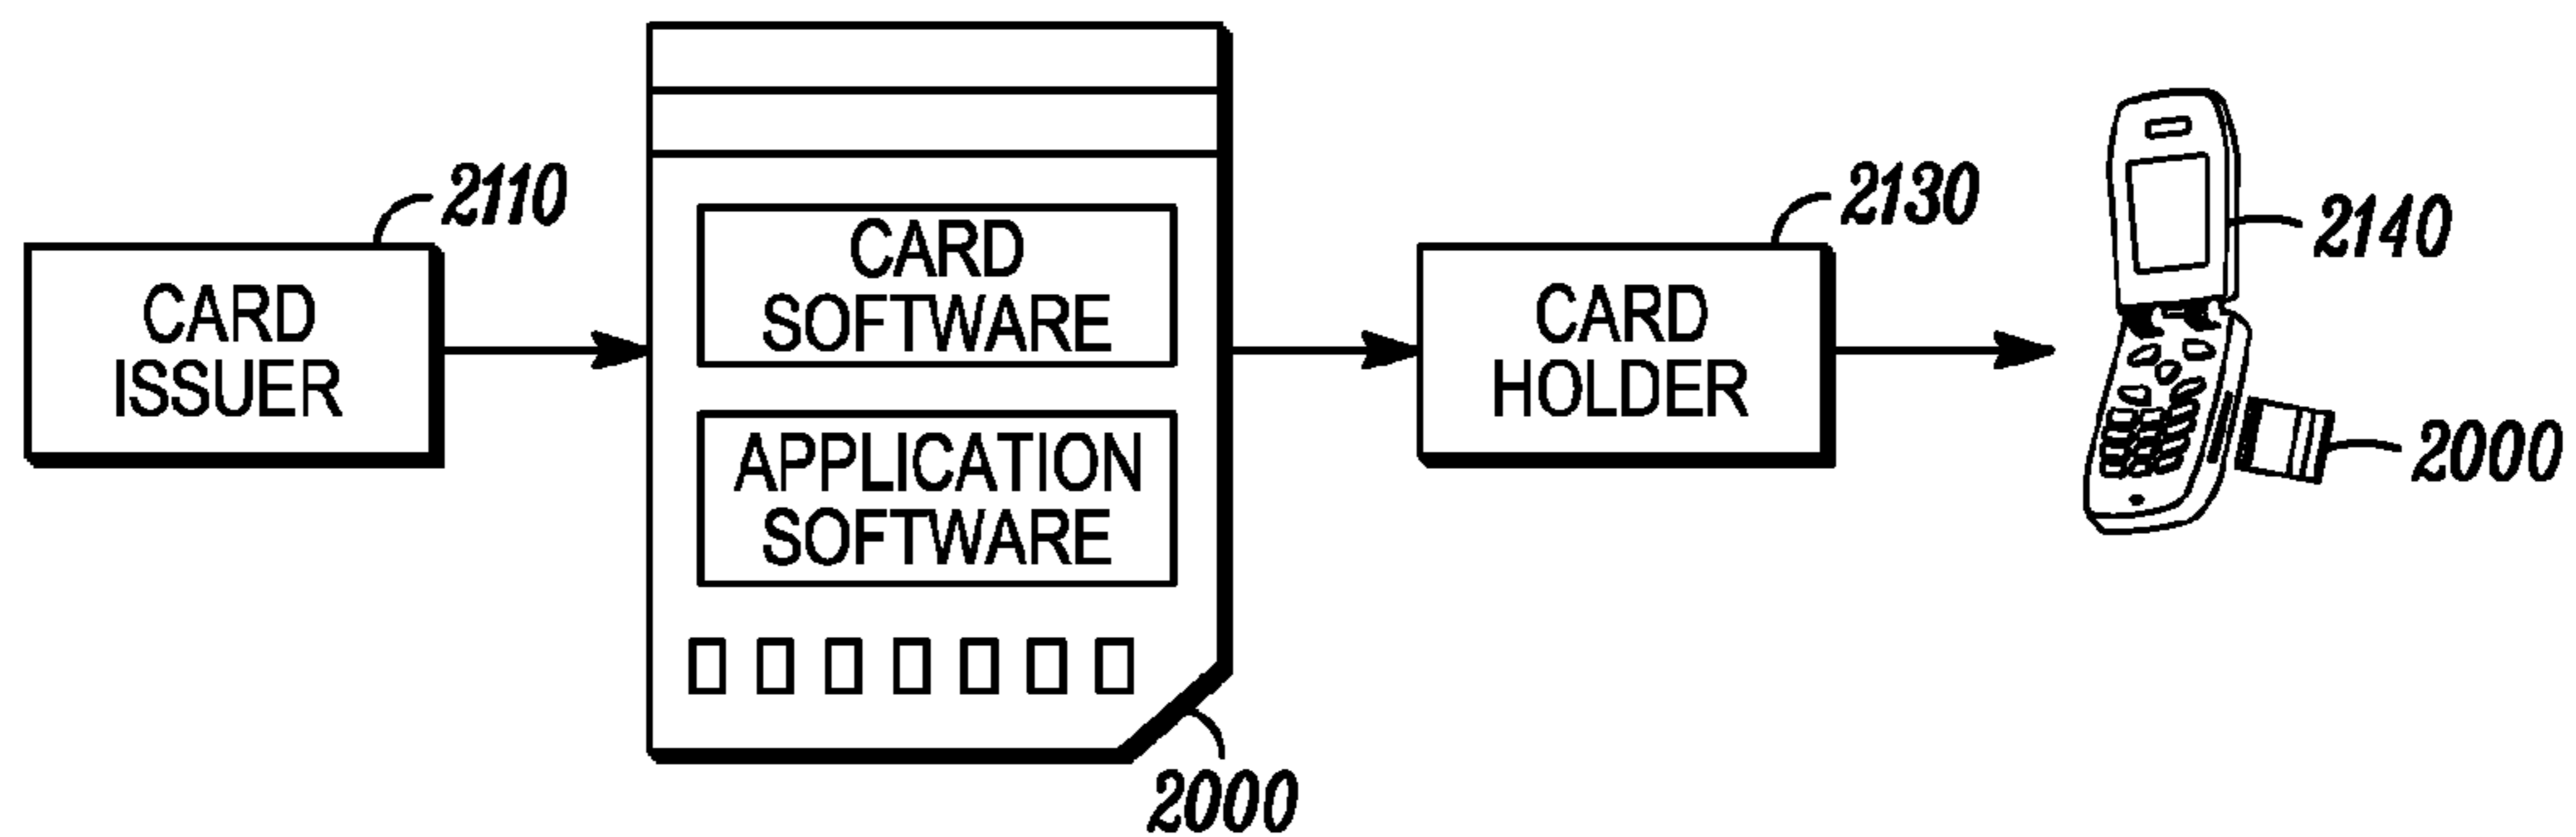 2110
CARD
ISSUER
CARD
SOFTWARE
APPLICATION
SOFTWARE
2000
2130
CARD
HOLDER
2140
2000